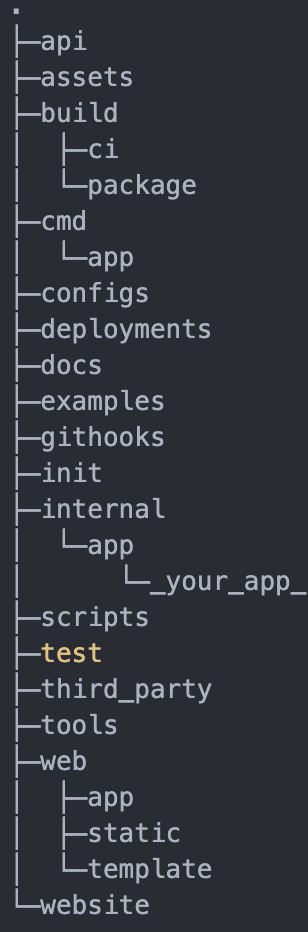 .
├─api
├─assets
├─build
│  ├─ci
│  └─package
├─cmd
│  └─app
├─configs
├─deployments
├─docs
├─examples
├─githooks
├─init
├─internal
│  └─app
│      └─_your_app_
├─scripts
├─test
├─third_party
├─tools
├─web
│  ├─app
│  ├─static
│  └─template
└─website